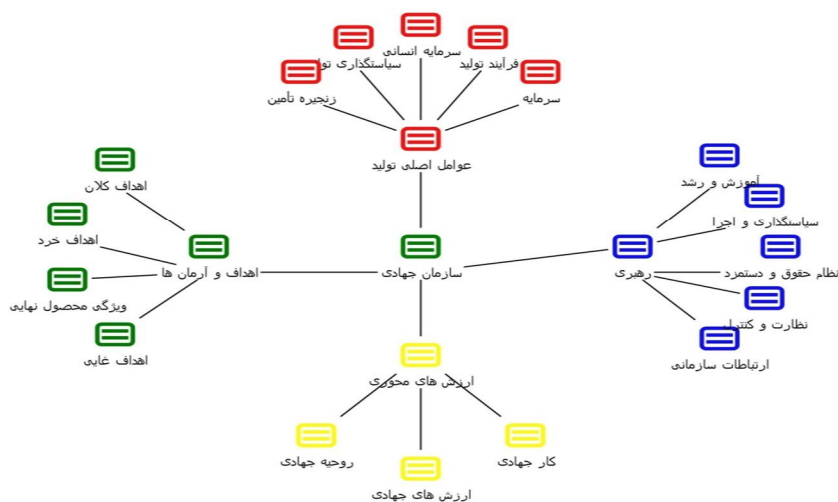 سرمایه انسانی
سیاستگذاری تولا
فرآیند تولید
زنجیره تأمین
سرمایه
عوامل اصلی تولید
اهداف کلان
اهداف خرد
ویژگی محصول نهایی
اهداف غایی
اهداف و آرمان ها
سازمان جهادی
رهبری
آموزش و رشد
سیاستگذاری و اجرا
نظام حقوق و دستمزد
نظارت و کنترل
ارتباطات سازمانی
ارزش های محوری
روحیه جهادی
ارزش های جهادی
کار جهادی